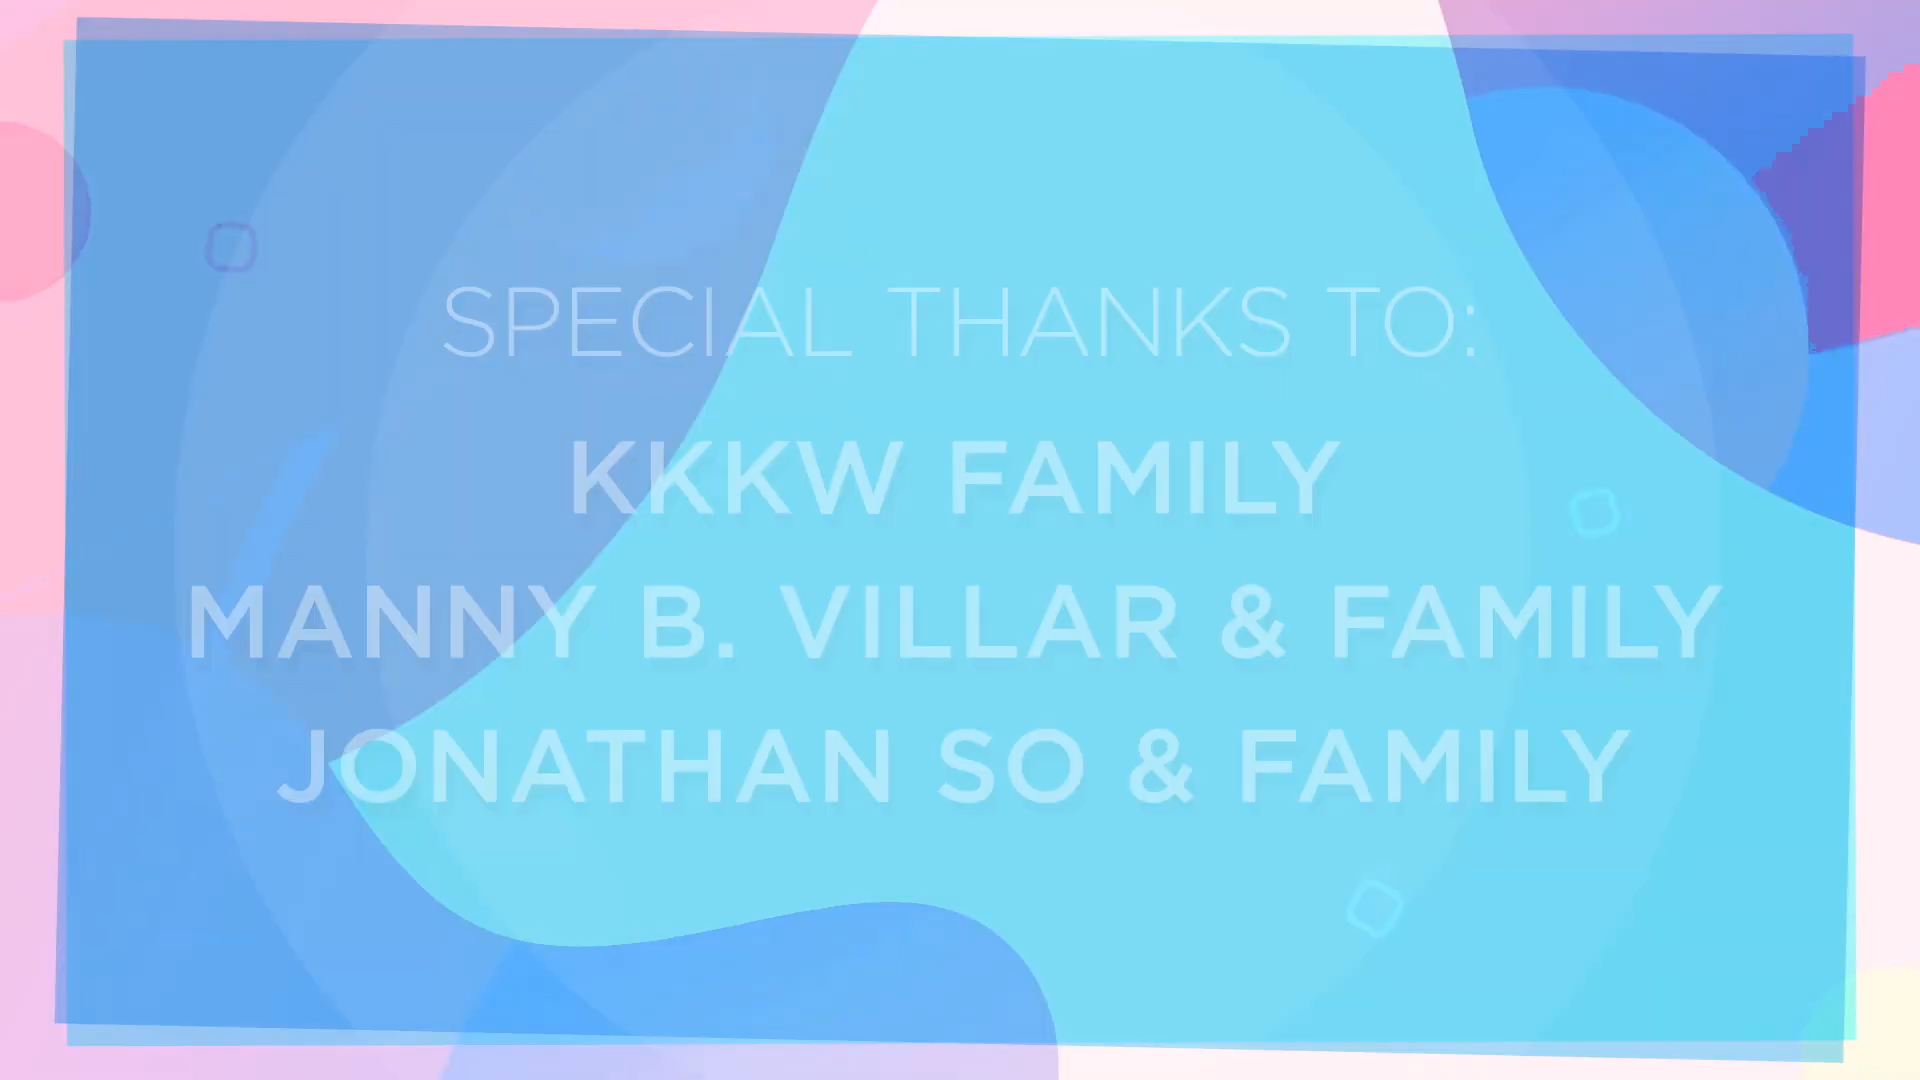 SPECIAL THANKS TO:
KKKW FAMILY
MANNY B. VILLAR & FAMILY
JONATHAN SO & FAMILY